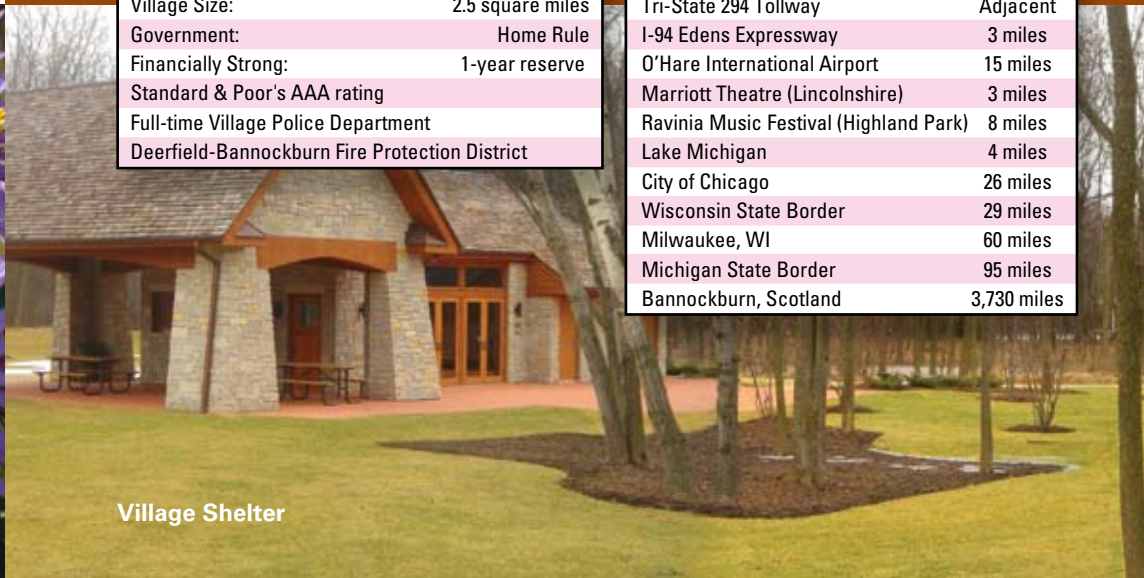 Village Size: 2.5 square miles
Government: Home Rule
Financially Strong: 1-year reserve
Standard & Poor's AAA rating
Full-time Village Police Department
Deerfield-Bannockburn Fire Protection District
Tri-State 294 Tollway Adjacent
I-94 Edens Expressway 3 miles
O'Hare International Airport 15 miles
Marriott Theatre (Lincolnshire) 3 miles
Ravinia Music Festival (Highland Park) 8 miles
Lake Michigan 4 miles
City of Chicago 26 miles
Wisconsin State Border 29 miles
Milwaukee, WI 60 miles
Michigan State Border 95 miles
Bannockburn, Scotland 3,730 miles
Village Shelter